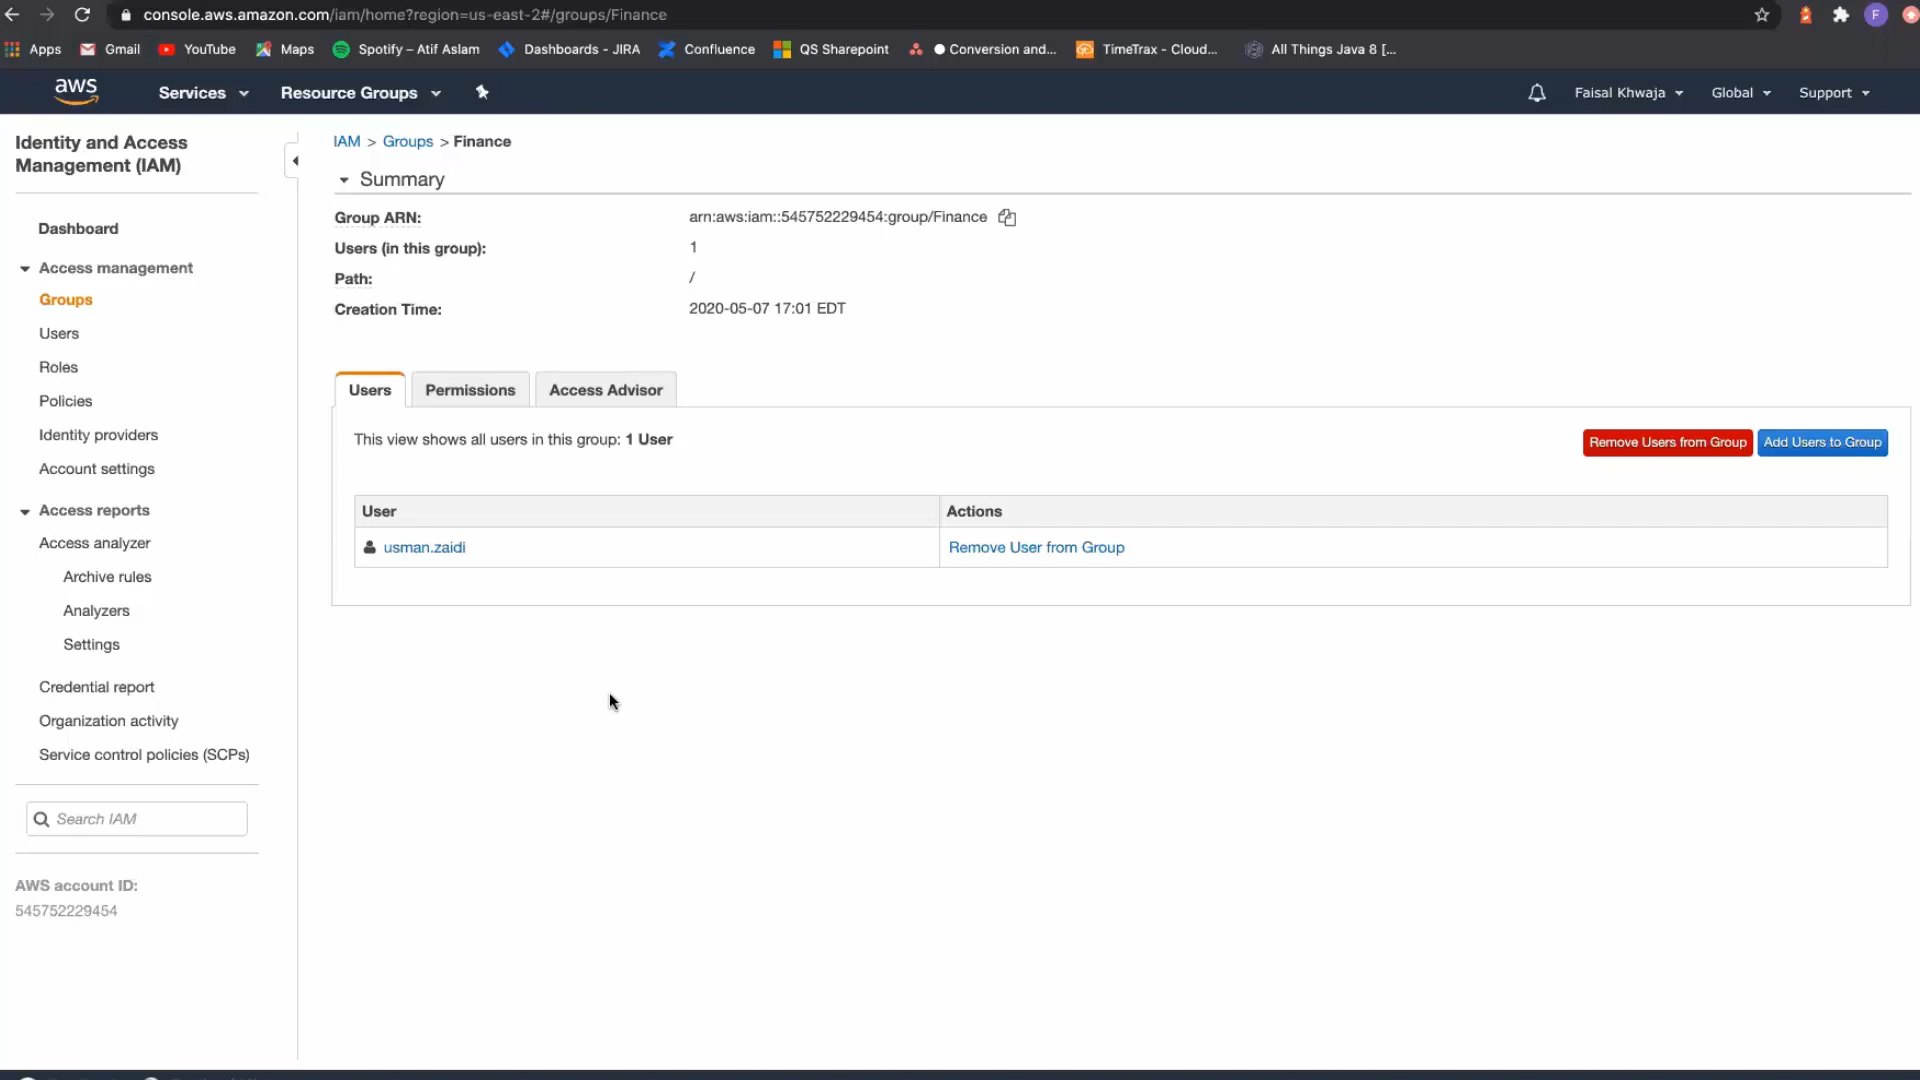 console.aws.amazon.com/iam/home?region=us-east-2#/groups/Finance
F
Apps Gmail YouTube Maps Spotify – Atif Aslam Dashboards - JIRA Confluence QS Sharepoint Conversion and... TimeTrax - Cloud... All Things Java 8 [...
aws Services Resource Groups Faisal Khwaja Global Support
Identity and Access
Management (IAM)
Dashboard
Access management
Groups
Users
Roles
Policies
Identity providers
Account settings
Access reports
Access analyzer
Archive rules
Analyzers
Settings
Credential report
Organization activity
Service control policies (SCPs)
Search IAM
AWS account ID:
545752229454
IAM > Groups > Finance
Summary
Group ARN: arn:aws:iam::545752229454:group/Finance
Users (in this group): 1
Path: /
Creation Time: 2020-05-07 17:01 EDT
Users Permissions Access Advisor
This view shows all users in this group: 1 User
Remove Users from Group Add Users to Group
User Actions
usman.zaidi Remove User from Group